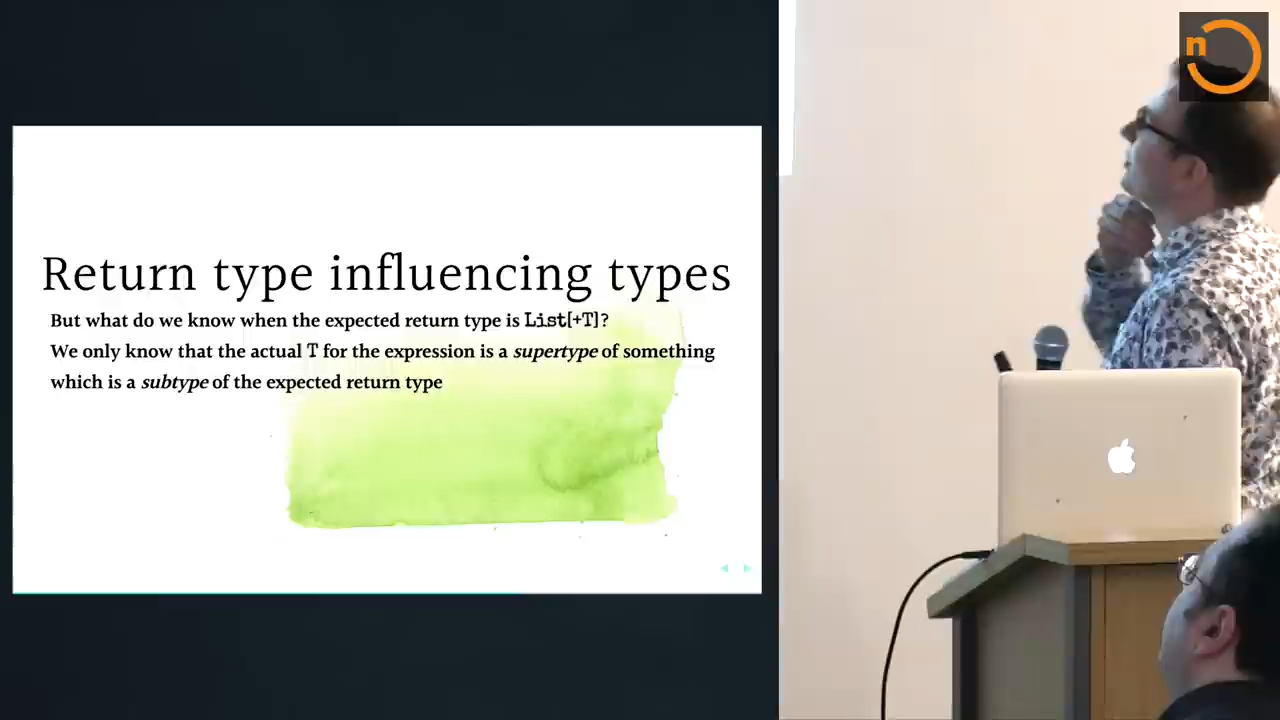 n
Return type influencing types
But what do we know when the expected return type is List[+T]?
We only know that the actual T for the expression is a supertype of something
which is a subtype of the expected return type